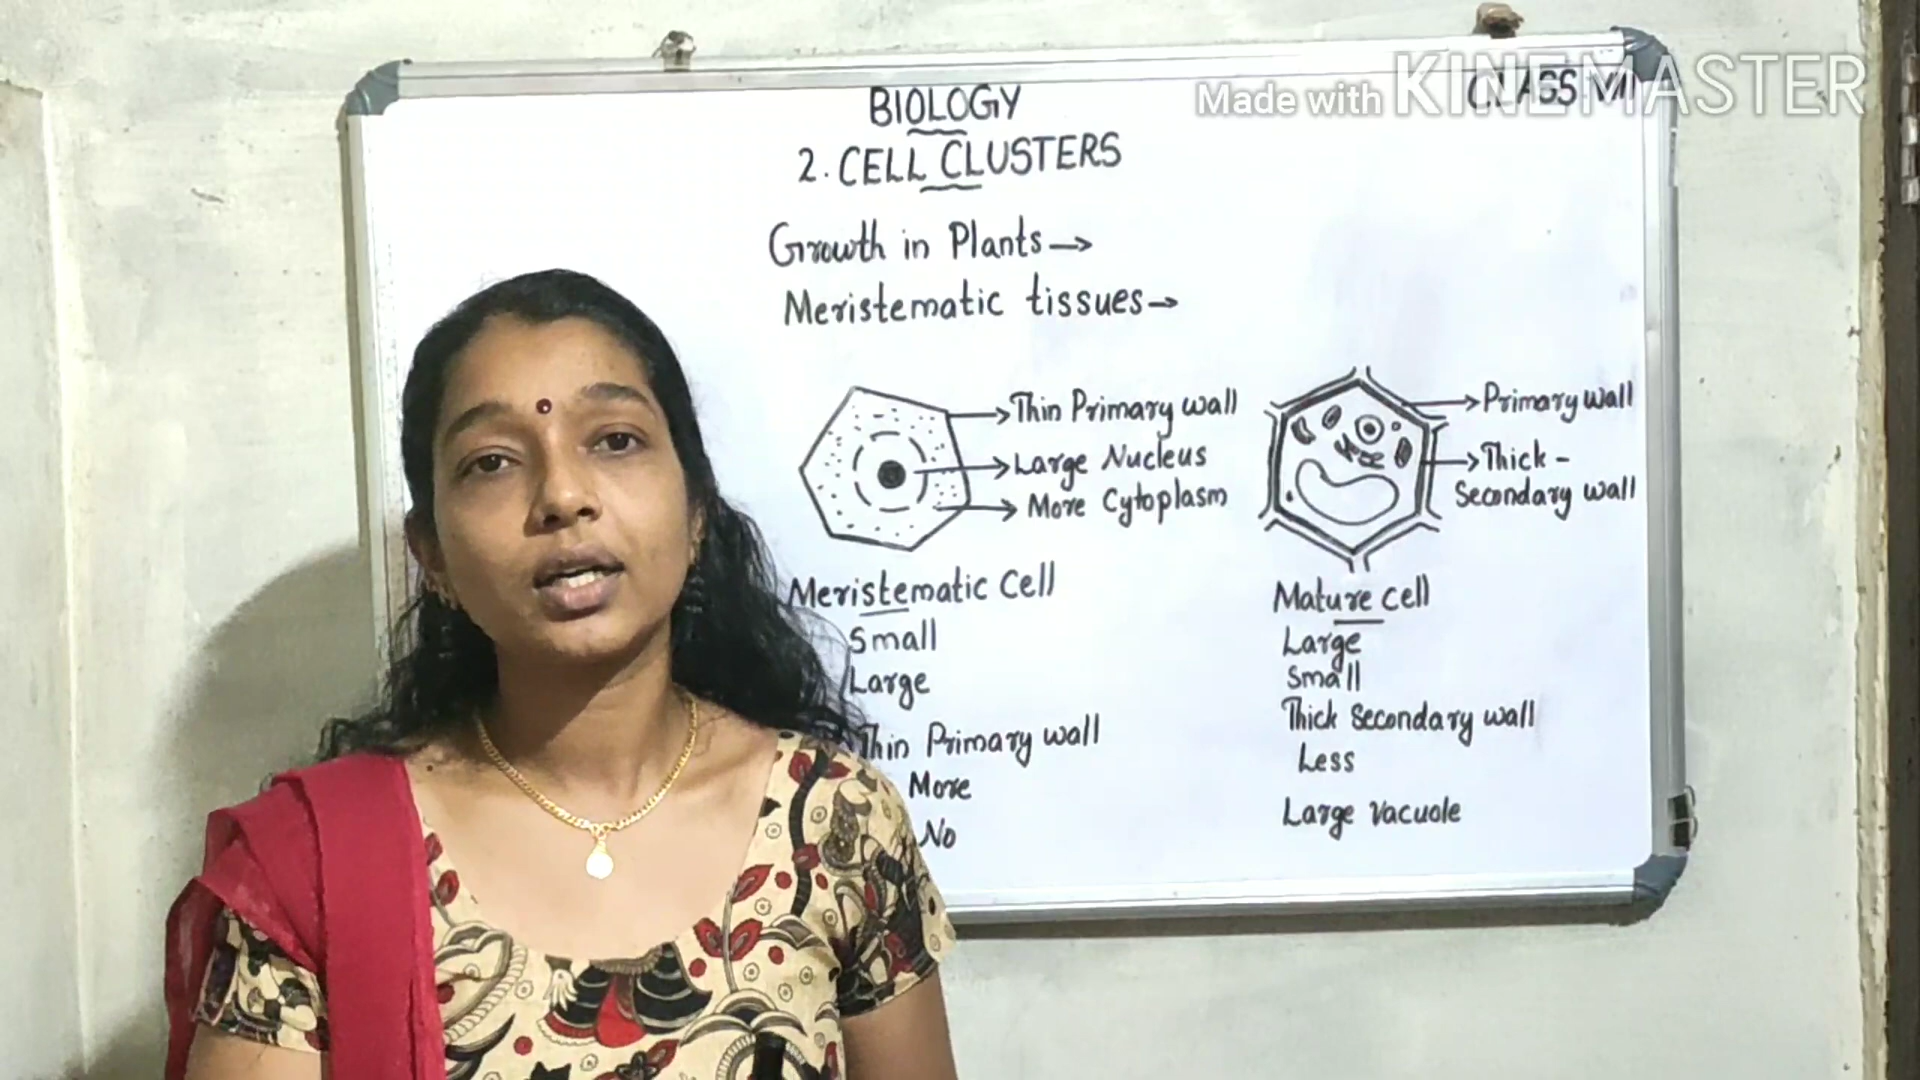 Made with KINEMASTER
BIOLOGY
2. CELL CLUSTERS
Growth in Plants→
Meristematic tissues→
Thin Primary wall
Large Nucleus
More Cytoplasm
Primary wall
Thick -
Secondary wall
Meristematic Cell
Small
Large
Thin Primary wall
More
No
Mature cell
Large
Small
Thick Secondary wall
Less
Large Vacuole